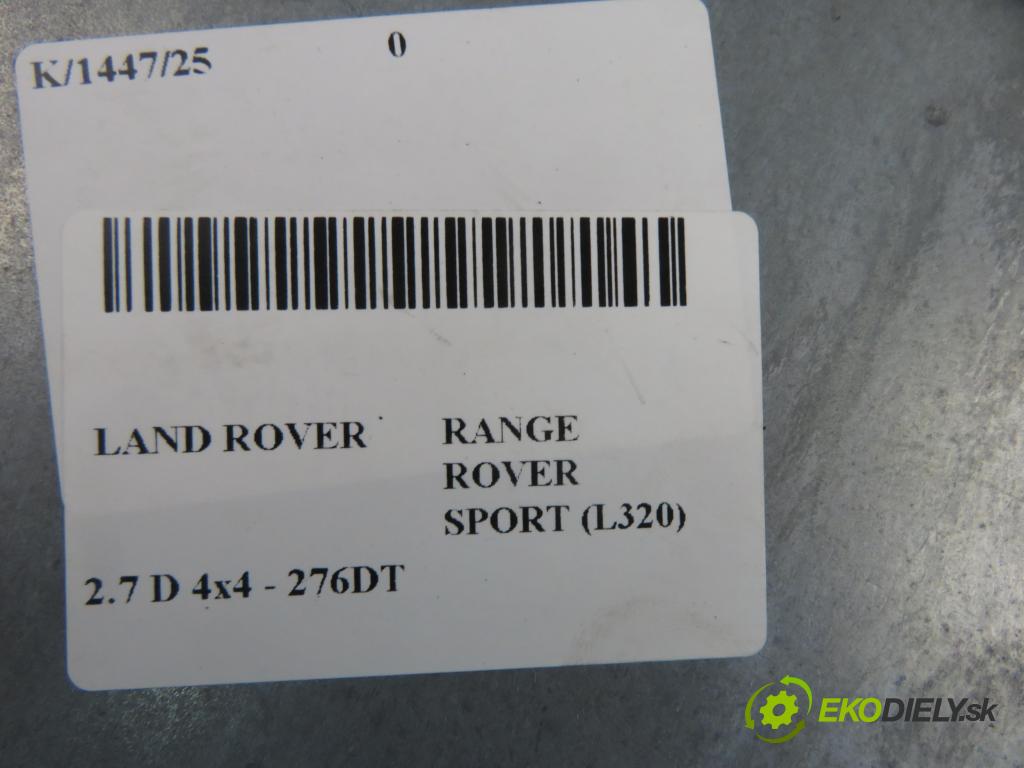 K/1447/25 0
LAND ROVER RANGE
ROVER
SPORT (L320)
2.7 D 4x4 - 276DT
EKODIELY.sk